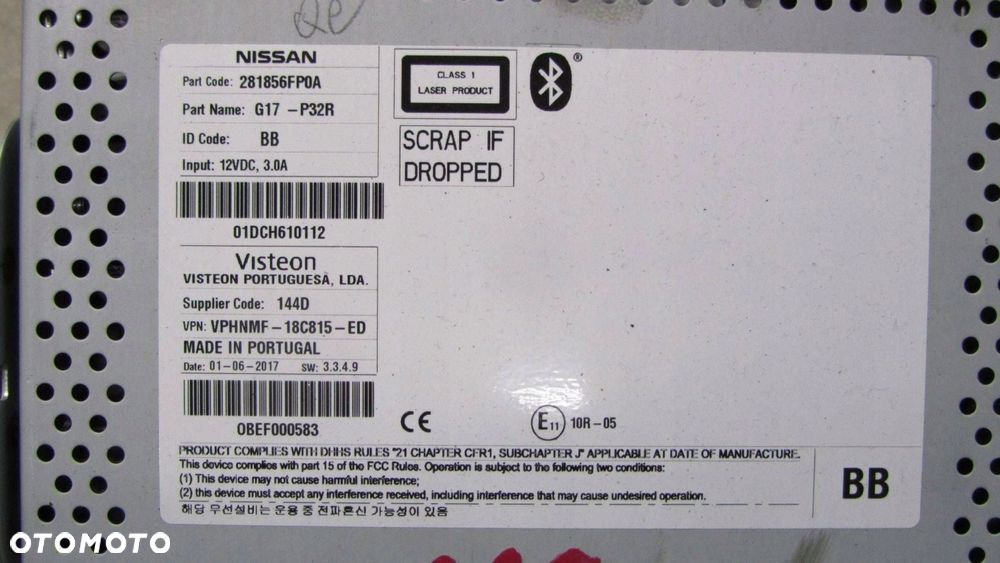 Qe
NISSAN
Part Code: 281856FP0A
Part Name: G17 -P32R
ID Code: BB
Input: 12VDC, 3.0A
01DCH610112
Visteon
VISTEON PORTUGUESA, LDA.
Supplier Code: 144D
VPN: VPHNMF-18C815-ED
MADE IN PORTUGAL
Date: 01-06-2017 SW: 3.3.4.9
0BEF000583
CLASS 1
LASER PRODUCT
®
SCRAP IF
DROPPED
CE
E11 10R-05
PRODUCT COMPLIES WITH DHHS RULES "21 CHAPTER CFR1, SUBCHAPTER J" APPLICABLE AT DATE OF MANUFACTURE.
This device complies with part 15 of the FCC Rules. Operation is subject to the following two conditions:
(1) This device may not cause harmful interference;
(2) this device must accept any interference received, including interference that may cause undesired operation.
해당 무선설비는 운용 중 전파혼신 가능성이 있음
BB
OTOMOTO